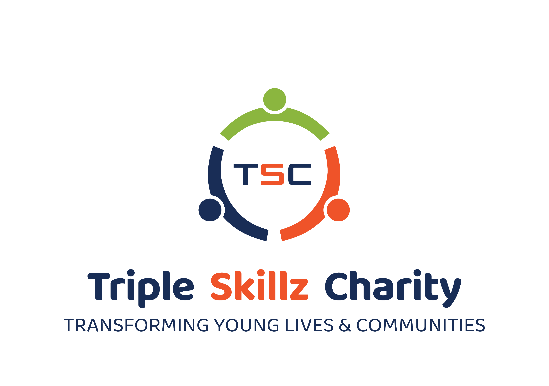 TSC
Triple Skillz Charity
TRANSFORMING YOUNG LIVES & COMMUNITIES